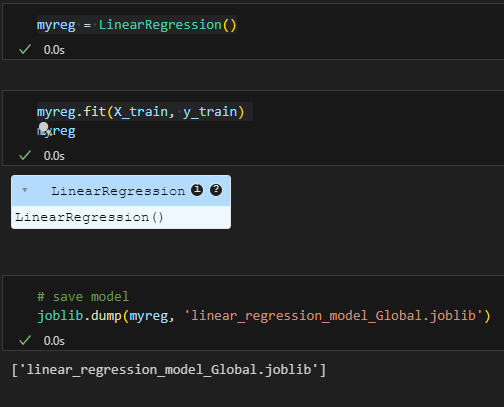 myreg = LinearRegression()
0.0s
myreg.fit(X_train, y_train)
myreg
0.0s
LinearRegression i ?
LinearRegression()
# save model
joblib.dump(myreg, 'linear_regression_model_Global.joblib')
0.0s
['linear_regression_model_Global.joblib']